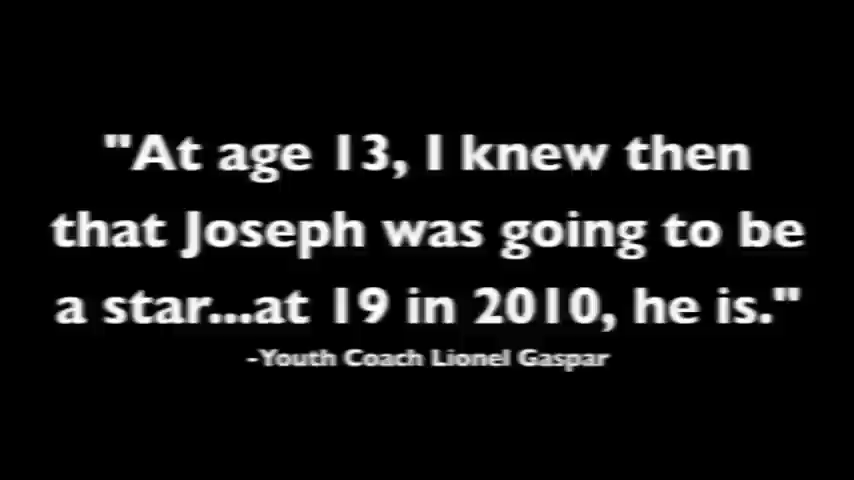 "At age 13, I knew then
that Joseph was going to be
a star...at 19 in 2010, he is."
-Youth Coach Lionel Gaspar